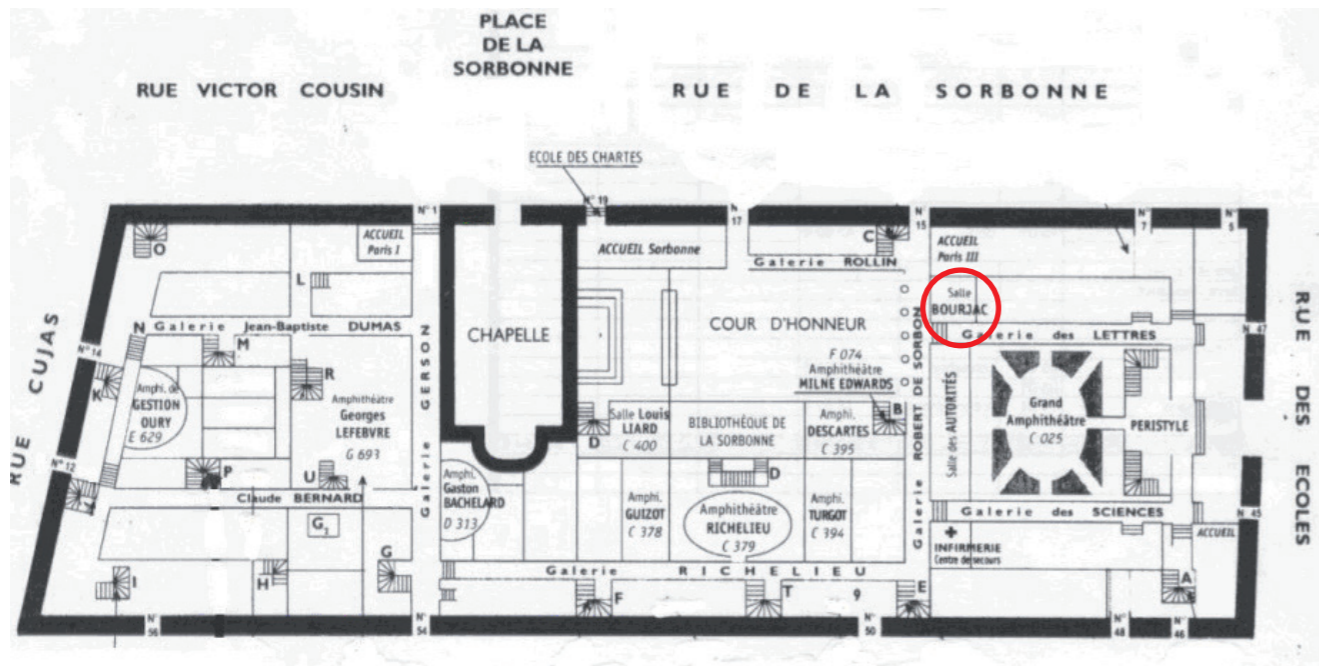 PLACE
DE LA
SORBONNE
RUE VICTOR COUSIN
RUE DE LA SORBONNE
ECOLE DES CHARTES
N° 1
N° 19
N
17
N°
15
N°
7
N°
5
O
ACCUEIL
Paris I
ACCUEIL Sorbonne
C
Galerie ROLLIN
ACCUEIL
Paris III
L
Salle
BOURJAC
N
Galerie Jean-Baptiste DUMAS
CHAPELLE
COUR D'HONNEUR
Galerie des LETTRES
N° 47
RUE CUJAS
N° 14
M
K
R
Amphi. de
GESTION
OURY
E 629
Amphithéâtre
Georges
LEFEBVRE
G 693
Galerie GERSON
F 074
Amphithéâtre
MILNE EDWARDS
B
Galerie ROBERT DE SORBON
Salle des AUTORITÉS
Grand
Amphithéâtre
C 025
PERISTYLE
RUE DES ECOLES
D
Salle Louis
LIARD
C 400
BIBLIOTHÈQUE DE
LA SORBONNE
Amphi.
DESCARTES
C 395
N° 12
P
U
Claude BERNARD
Amphi.
Gaston
BACHELARD
D 313
Amphi.
GUIZOT
C 378
D
Amphithéâtre
RICHELIEU
C 379
Amphi.
TURGOT
C 394
Galerie des SCIENCES
N° 45
J
G
3
G
INFIRMERIE
Centre de secours
ACCUEIL
Galerie RICHELIEU
I
H
F
T
9
E
A
N°
56
N°
54
N°
50
N°
48
N°
46